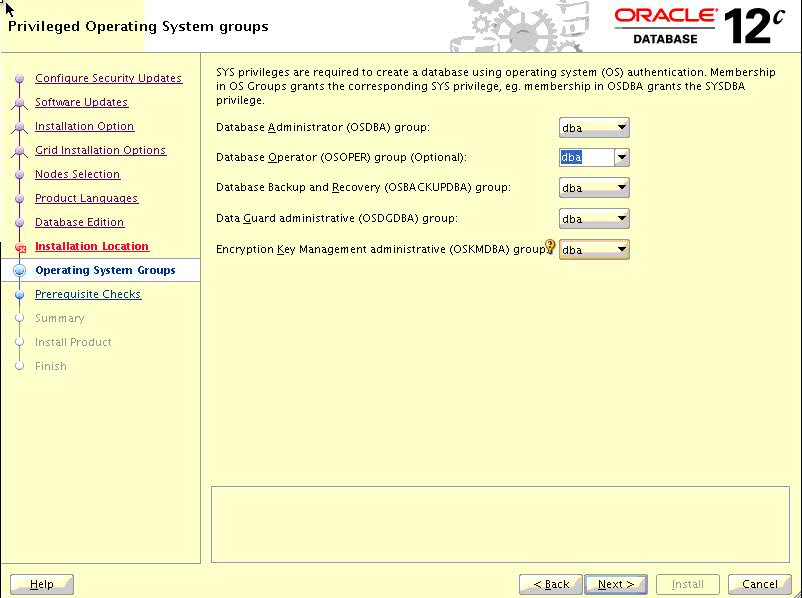 Privileged Operating System groups
ORACLE®
DATABASE
12c
Configure Security Updates
Software Updates
Installation Option
Grid Installation Options
Nodes Selection
Product Languages
Database Edition
Installation Location
Operating System Groups
Prerequisite Checks
Summary
Install Product
Finish
SYS privileges are required to create a database using operating system (OS) authentication. Membership
in OS Groups grants the corresponding SYS privilege, eg. membership in OSDBA grants the SYSDBA
privilege.
Database Administrator (OSDBA) group: dba
Database Operator (OSOPER) group (Optional): dba
Database Backup and Recovery (OSBACKUPDBA) group: dba
Data Guard administrative (OSDGDBA) group: dba
Encryption Key Management administrative (OSKMDBA) group: dba
Help
< Back
Next >
Install
Cancel